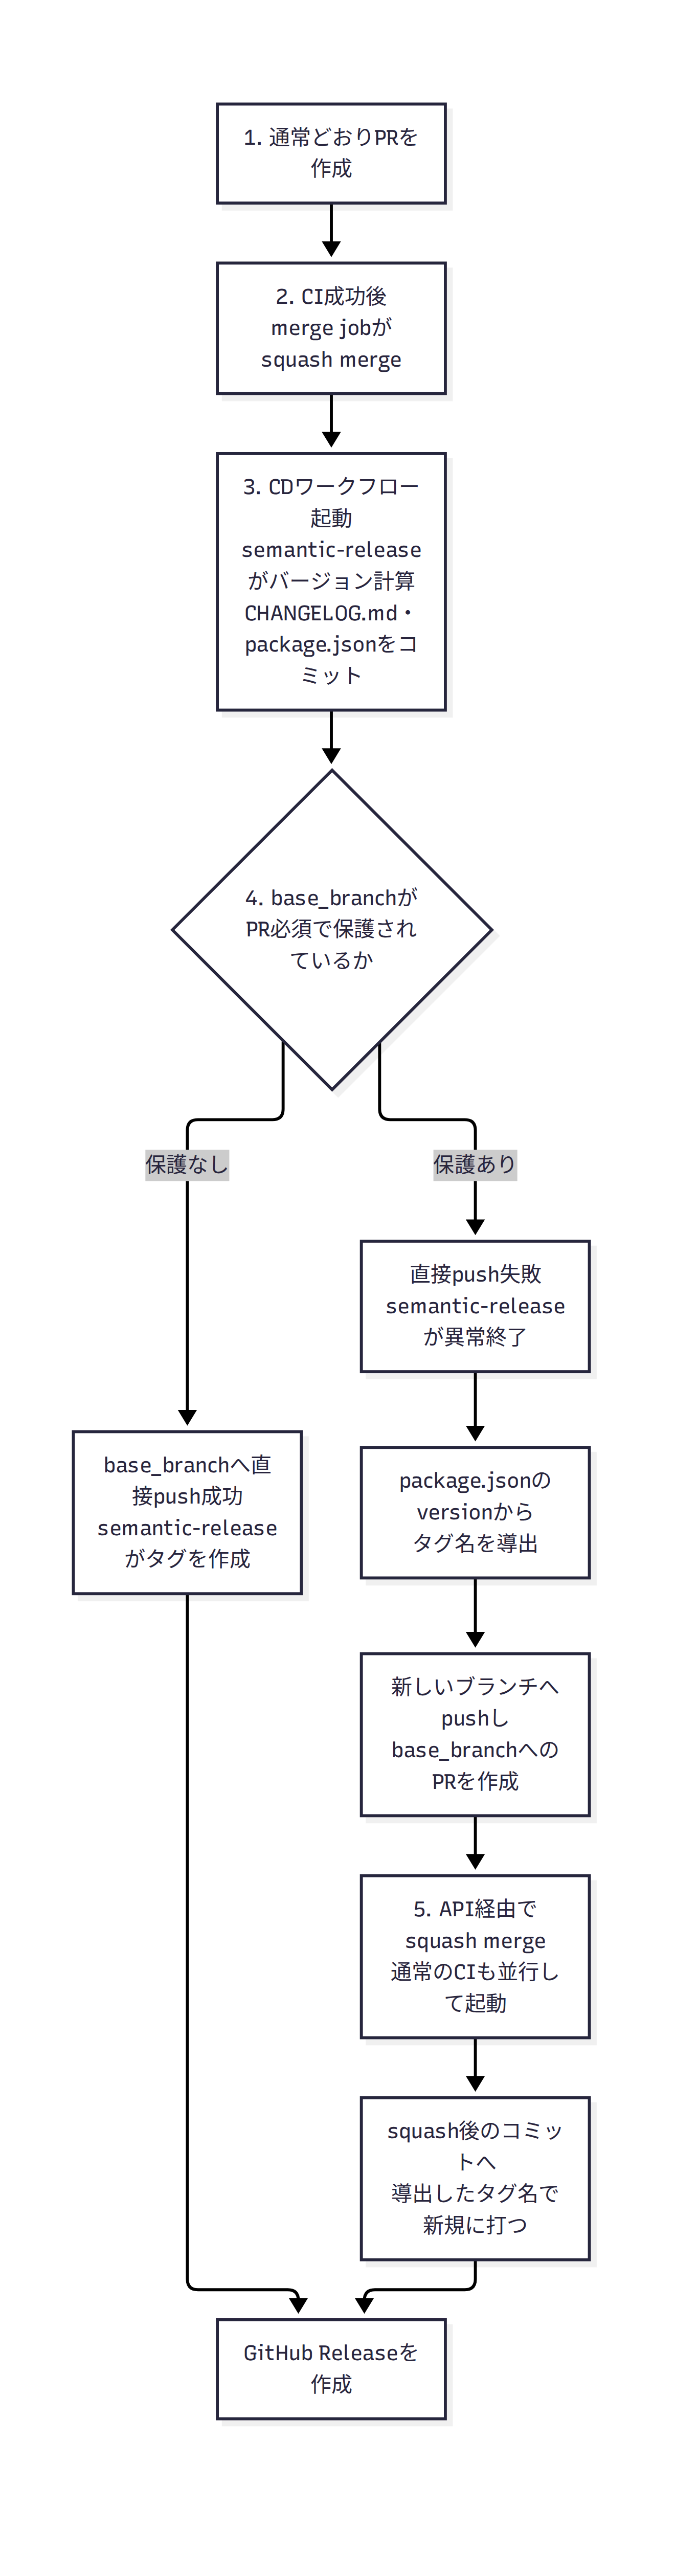 1. 通常どおりPRを
作成
2. CI成功後
merge jobが
squash merge
3. CDワークフロー
起動
semantic-release
がバージョン計算
CHANGELOG.md・
package.jsonをコ
ミット
4. base_branchが
PR必須で保護され
ているか
保護なし
保護あり
直接push失敗
semantic-release
が異常終了
base_branchへ直
接push成功
semantic-release
がタグを作成
package.jsonの
versionから
タグ名を導出
新しいブランチへ
pushし
base_branchへの
PRを作成
5. API経由で
squash merge
通常のCIも並行し
て起動
squash後のコミッ
トへ
導出したタグ名で
新規に打つ
GitHub Releaseを
作成